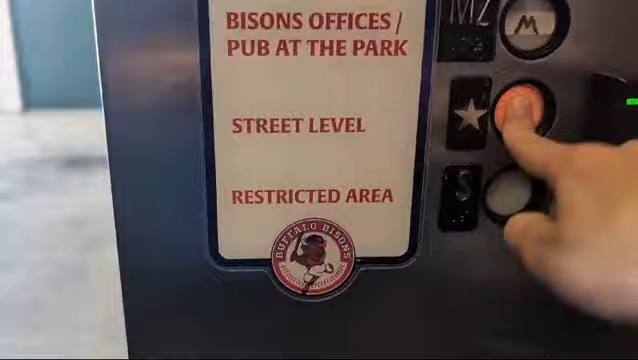 BISONS OFFICES /
PUB AT THE PARK
MZ
M
STREET LEVEL
★
RESTRICTED AREA
S
BUFFALO BISONS